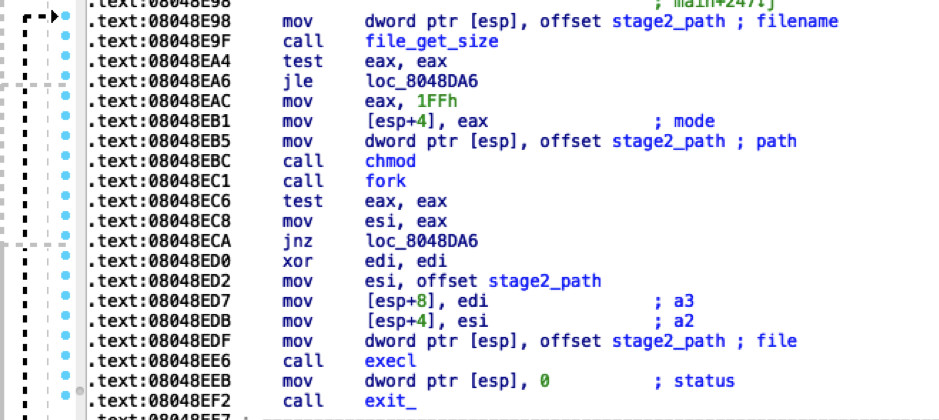 .text:08048E98 ; main+247↓j
.text:08048E98 mov dword ptr [esp], offset stage2_path ; filename
.text:08048E9F call file_get_size
.text:08048EA4 test eax, eax
.text:08048EA6 jle loc_8048DA6
.text:08048EAC mov eax, 1FFh
.text:08048EB1 mov [esp+4], eax ; mode
.text:08048EB5 mov dword ptr [esp], offset stage2_path ; path
.text:08048EBC call chmod
.text:08048EC1 call fork
.text:08048EC6 test eax, eax
.text:08048EC8 mov esi, eax
.text:08048ECA jnz loc_8048DA6
.text:08048ED0 xor edi, edi
.text:08048ED2 mov esi, offset stage2_path
.text:08048ED7 mov [esp+8], edi ; a3
.text:08048EDB mov [esp+4], esi ; a2
.text:08048EDF mov dword ptr [esp], offset stage2_path ; file
.text:08048EE6 call execl
.text:08048EEB mov dword ptr [esp], 0 ; status
.text:08048EF2 call exit_
.text:08048EF7 ;